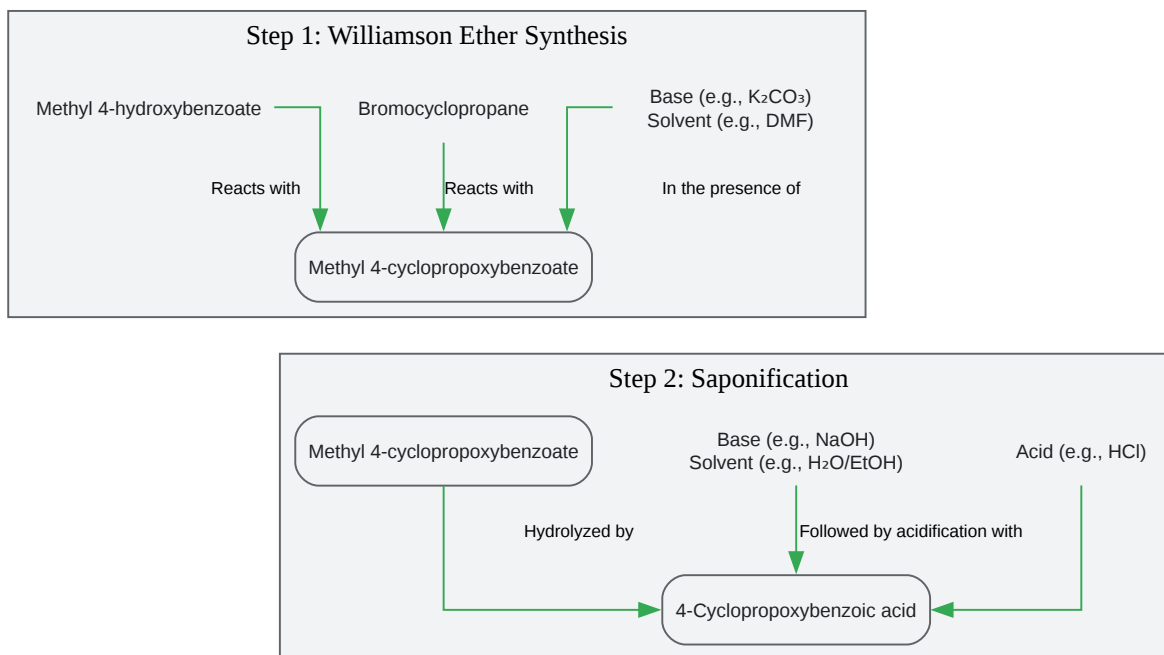 Step 1: Williamson Ether Synthesis
Methyl 4-hydroxybenzoate
Bromocyclopropane
Base (e.g., K₂CO₃)
Solvent (e.g., DMF)
Reacts with
Reacts with
In the presence of
Methyl 4-cyclopropoxybenzoate
Step 2: Saponification
Methyl 4-cyclopropoxybenzoate
Base (e.g., NaOH)
Solvent (e.g., H₂O/EtOH)
Acid (e.g., HCl)
Hydrolyzed by
Followed by acidification with
4-Cyclopropoxybenzoic acid